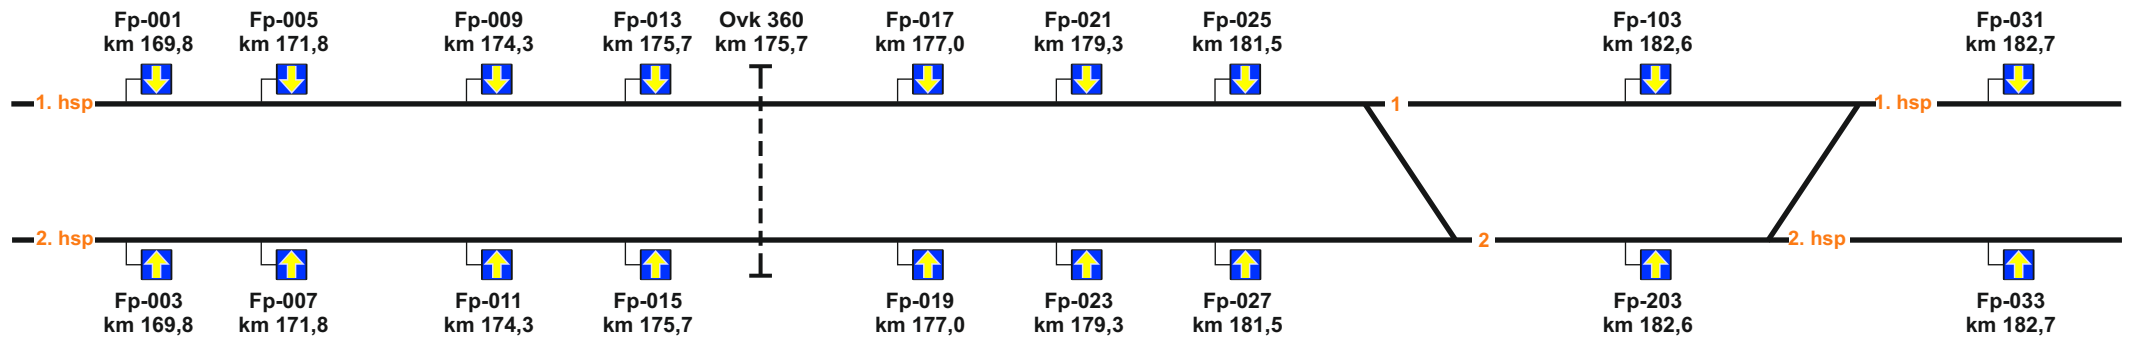 Fp-001
km 169,8
Fp-005
km 171,8
Fp-009
km 174,3
Fp-013
km 175,7
Ovk 360
km 175,7
Fp-017
km 177,0
Fp-021
km 179,3
Fp-025
km 181,5
Fp-103
km 182,6
Fp-031
km 182,7
1. hsp
1
1. hsp
2. hsp
2
2. hsp
Fp-003
km 169,8
Fp-007
km 171,8
Fp-011
km 174,3
Fp-015
km 175,7
Fp-019
km 177,0
Fp-023
km 179,3
Fp-027
km 181,5
Fp-203
km 182,6
Fp-033
km 182,7